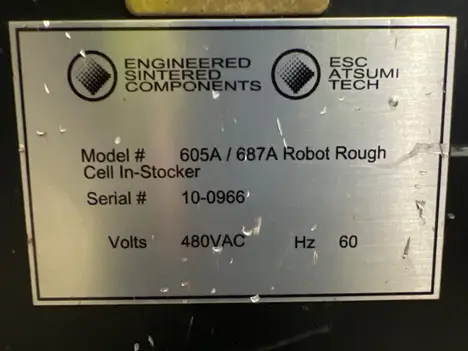 ENGINEERED
SINTERED
COMPONENTS
ESC
ATSUMI
TECH
Model # 605A / 687A Robot Rough
Cell In-Stocker
Serial # 10-0966
Volts 480VAC Hz 60